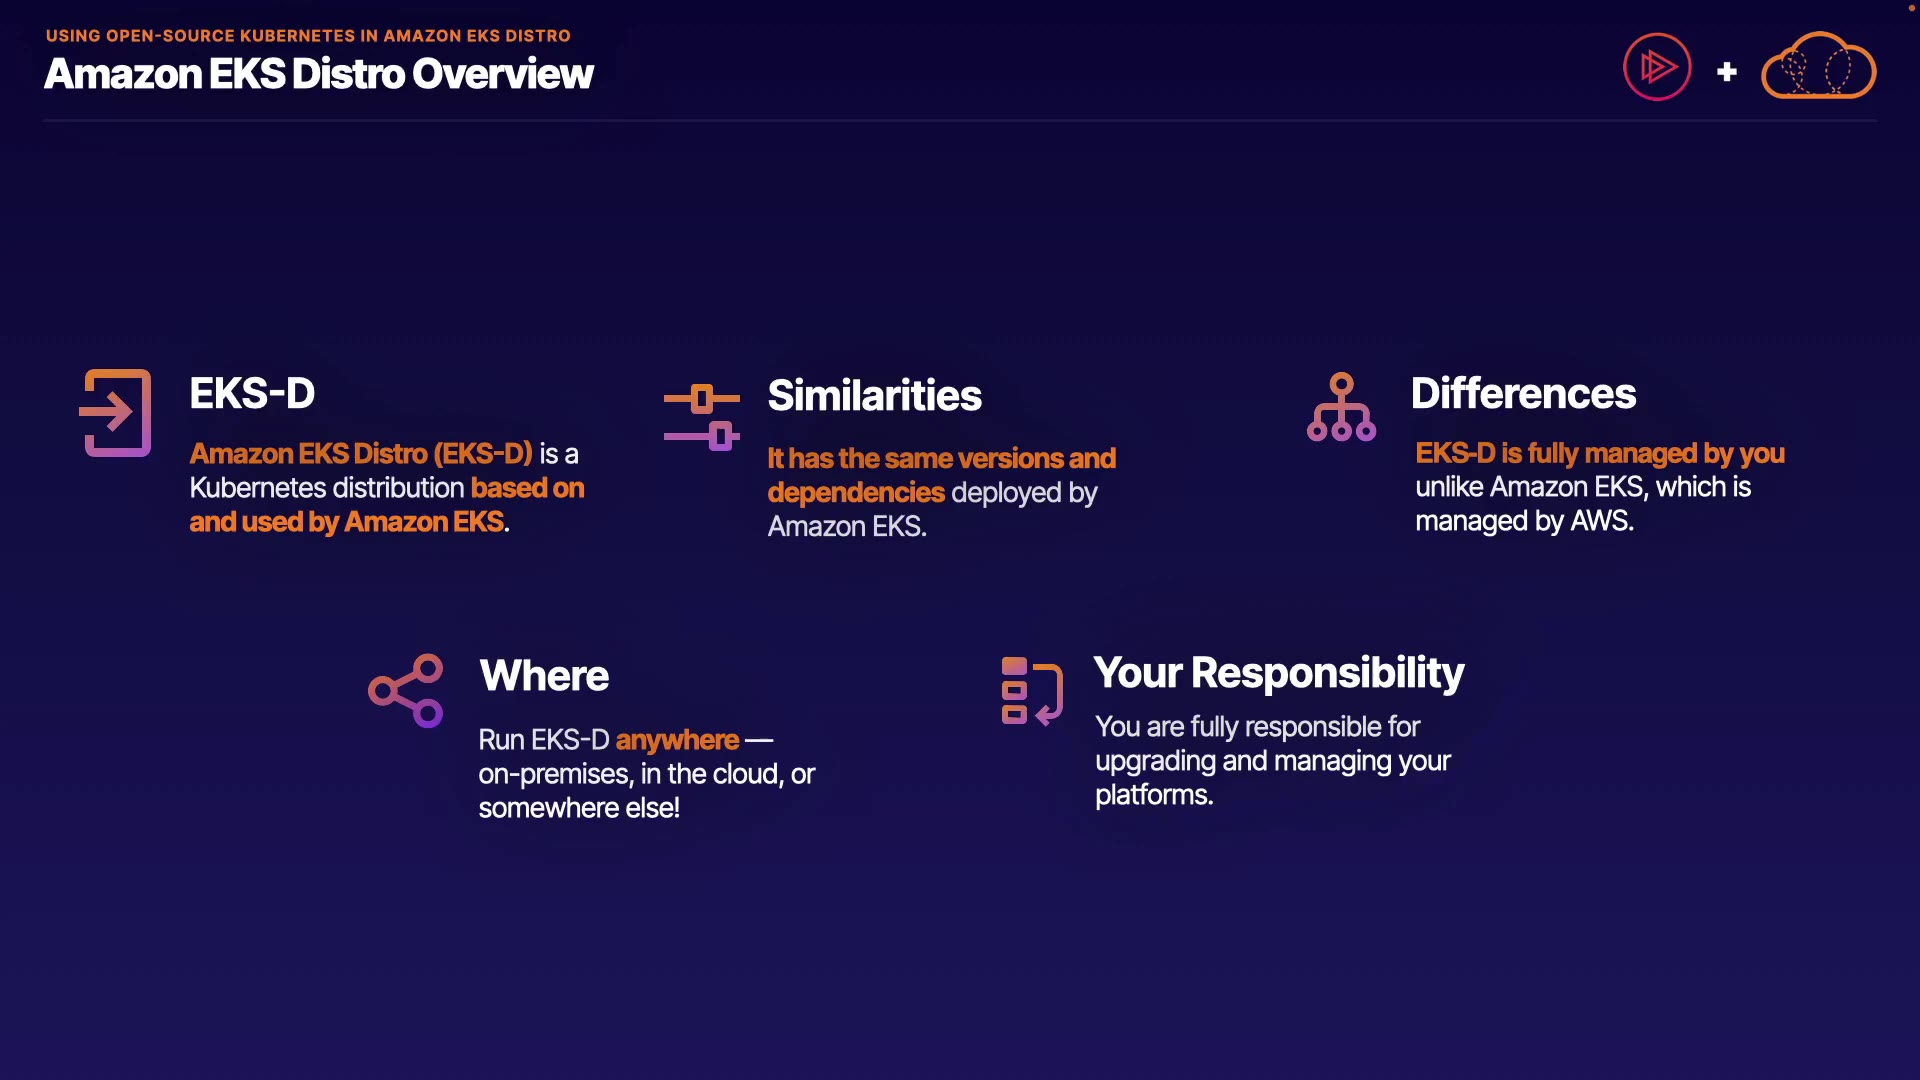 USING OPEN-SOURCE KUBERNETES IN AMAZON EKS DISTRO
Amazon EKS Distro Overview
EKS-D
Amazon EKS Distro (EKS-D) is a
Kubernetes distribution based on
and used by Amazon EKS.
Similarities
It has the same versions and
dependencies deployed by
Amazon EKS.
Differences
EKS-D is fully managed by you
unlike Amazon EKS, which is
managed by AWS.
Where
Run EKS-D anywhere —
on-premises, in the cloud, or
somewhere else!
Your Responsibility
You are fully responsible for
upgrading and managing your
platforms.